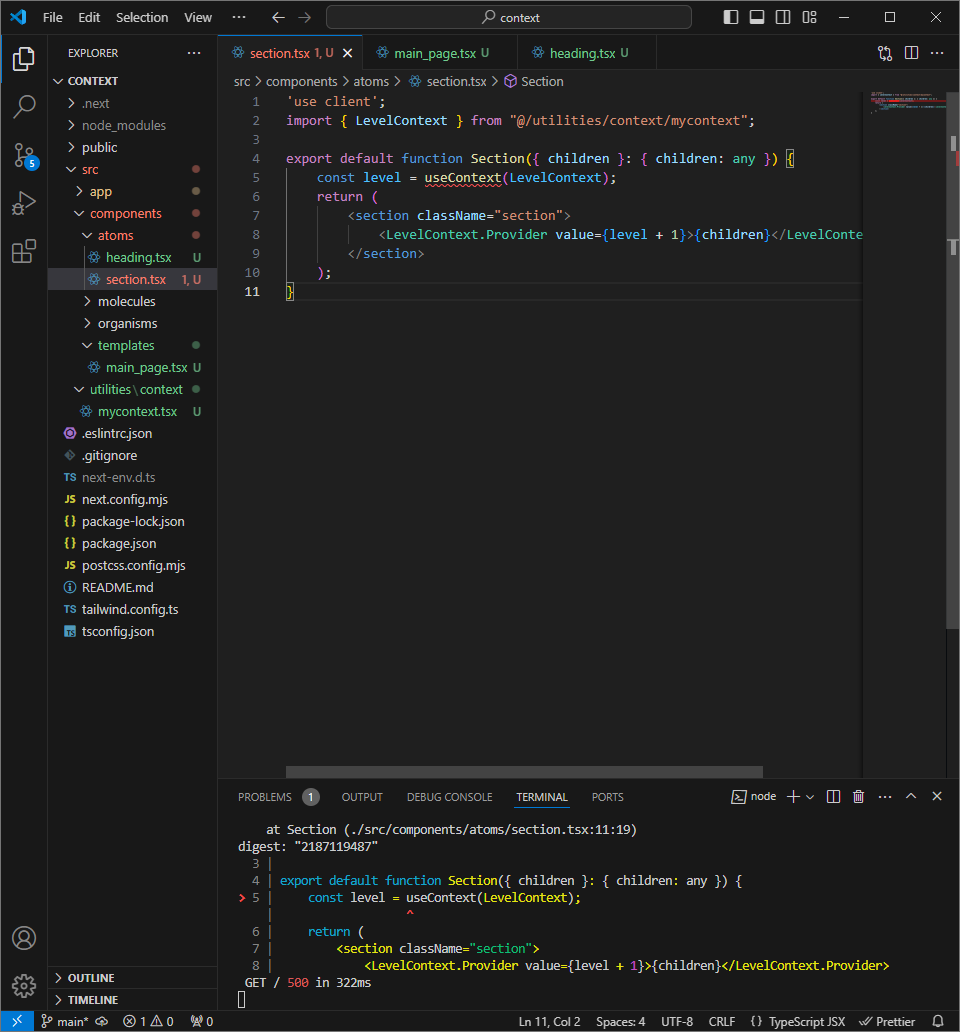 File Edit Selection View ··· context
EXPLORER ···
CONTEXT
.next
node_modules
public
src
app
components
atoms
heading.tsx U
section.tsx 1, U
molecules
organisms
templates
main_page.tsx U
utilities\context
mycontext.tsx U
.eslintrc.json
.gitignore
TS next-env.d.ts
JS next.config.mjs
{} package-lock.json
{} package.json
JS postcss.config.mjs
README.md
TS tailwind.config.ts
TS tsconfig.json
OUTLINE
TIMELINE
5
section.tsx 1, U main_page.tsx U heading.tsx U ···
src > components > atoms > section.tsx > Section
1 'use client';
2 import { LevelContext } from "@/utilities/context/mycontext";
3
4 export default function Section({ children }: { children: any }) {
5 const level = useContext(LevelContext);
6 return (
7 <section className="section">
8 <LevelContext.Provider value={level + 1}>{children}</LevelConte
9 </section>
10 );
11 }
PROBLEMS 1 OUTPUT DEBUG CONSOLE TERMINAL PORTS node ···
at Section (./src/components/atoms/section.tsx:11:19)
digest: "2187119487"
3 |
4 | export default function Section({ children }: { children: any }) {
> 5 | const level = useContext(LevelContext);
| ^
6 | return (
7 | <section className="section">
8 | <LevelContext.Provider value={level + 1}>{children}</LevelContext.Provider>
GET / 500 in 322ms
main* 1 0 0 Ln 11, Col 2 Spaces: 4 UTF-8 CRLF {} TypeScript JSX Prettier